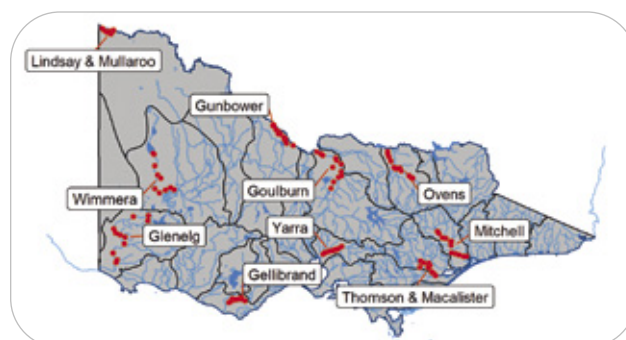 Lindsay & Mullaroo
Gunbower
Wimmera
Goulburn
Ovens
Glenelg
Yarra
Mitchell
Gellibrand
Thomson & Macalister